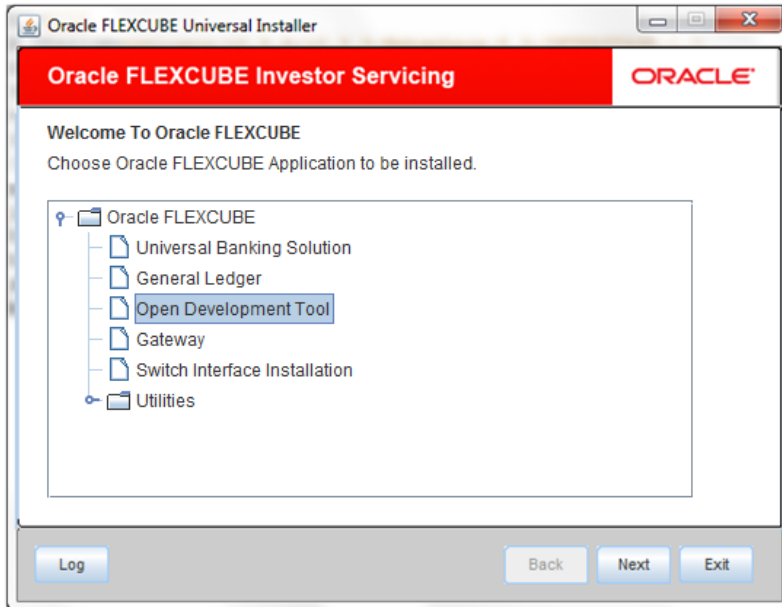 Oracle FLEXCUBE Universal Installer
Oracle FLEXCUBE Investor Servicing
ORACLE
Welcome To Oracle FLEXCUBE
Choose Oracle FLEXCUBE Application to be installed.
Oracle FLEXCUBE
Universal Banking Solution
General Ledger
Open Development Tool
Gateway
Switch Interface Installation
Utilities
Log Back Next Exit